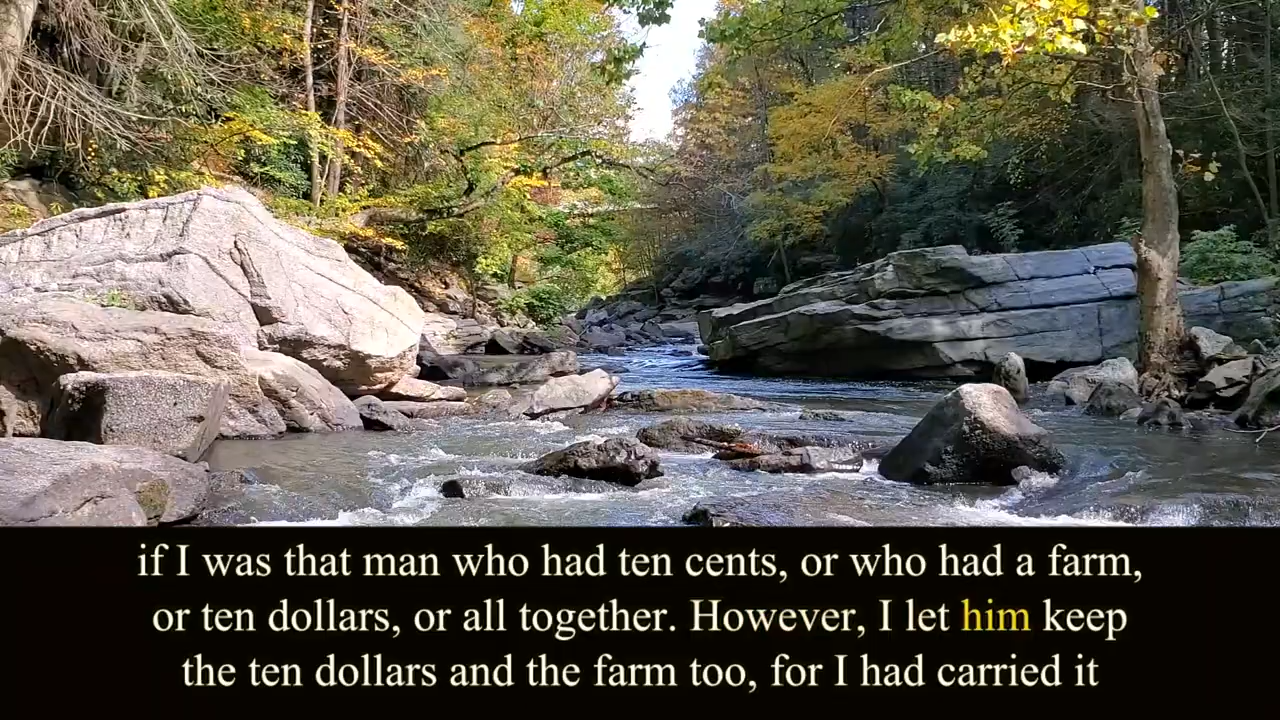 if I was that man who had ten cents, or who had a farm,
or ten dollars, or all together. However, I let him keep
the ten dollars and the farm too, for I had carried it